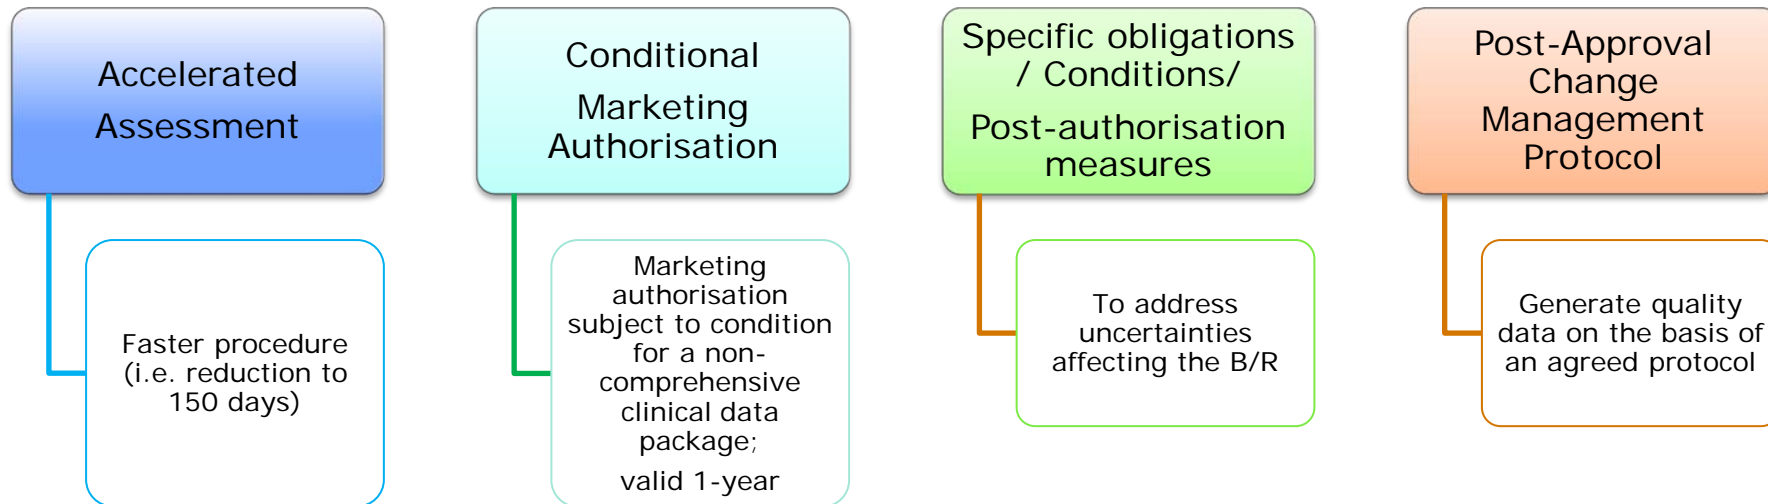 Accelerated
Assessment
Faster procedure
(i.e. reduction to
150 days)
Conditional
Marketing
Authorisation
Marketing
authorisation
subject to condition
for a non-
comprehensive
clinical data
package;
valid 1-year
Specific obligations
/ Conditions/
Post-authorisation
measures
To address
uncertainties
affecting the B/R
Post-Approval
Change
Management
Protocol
Generate quality
data on the basis of
an agreed protocol